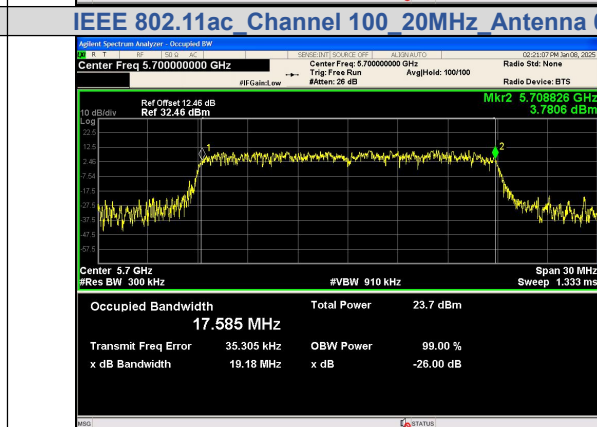 IEEE 802.11ac_Channel 100_20MHz_Antenna
Agilent Spectrum Analyzer - Occupied BW
R T RF 50 Ω AC SENSE:INT SOURCE OFF ALIGN AUTO 02:21:07 PM Jan 08, 2025
Center Freq 5.700000000 GHz Center Freq: 5.700000000 GHz Radio Std: None
Trig: Free Run Avg|Hold: 100/100
#IFGain:Low #Atten: 26 dB Radio Device: BTS
Mkr2 5.708826 GHz
3.7806 dBm
Ref Offset 12.46 dB
10 dB/div Ref 32.46 dBm
Log
22.5
12.5
2.46
-7.54
-17.5
-27.5
-37.5
-47.5
-57.5
1
2
Center 5.7 GHz Span 30 MHz
#Res BW 300 kHz #VBW 910 kHz Sweep 1.333 ms
Occupied Bandwidth Total Power 23.7 dBm
17.585 MHz
Transmit Freq Error 35.305 kHz OBW Power 99.00 %
x dB Bandwidth 19.18 MHz x dB -26.00 dB
MSG STATUS